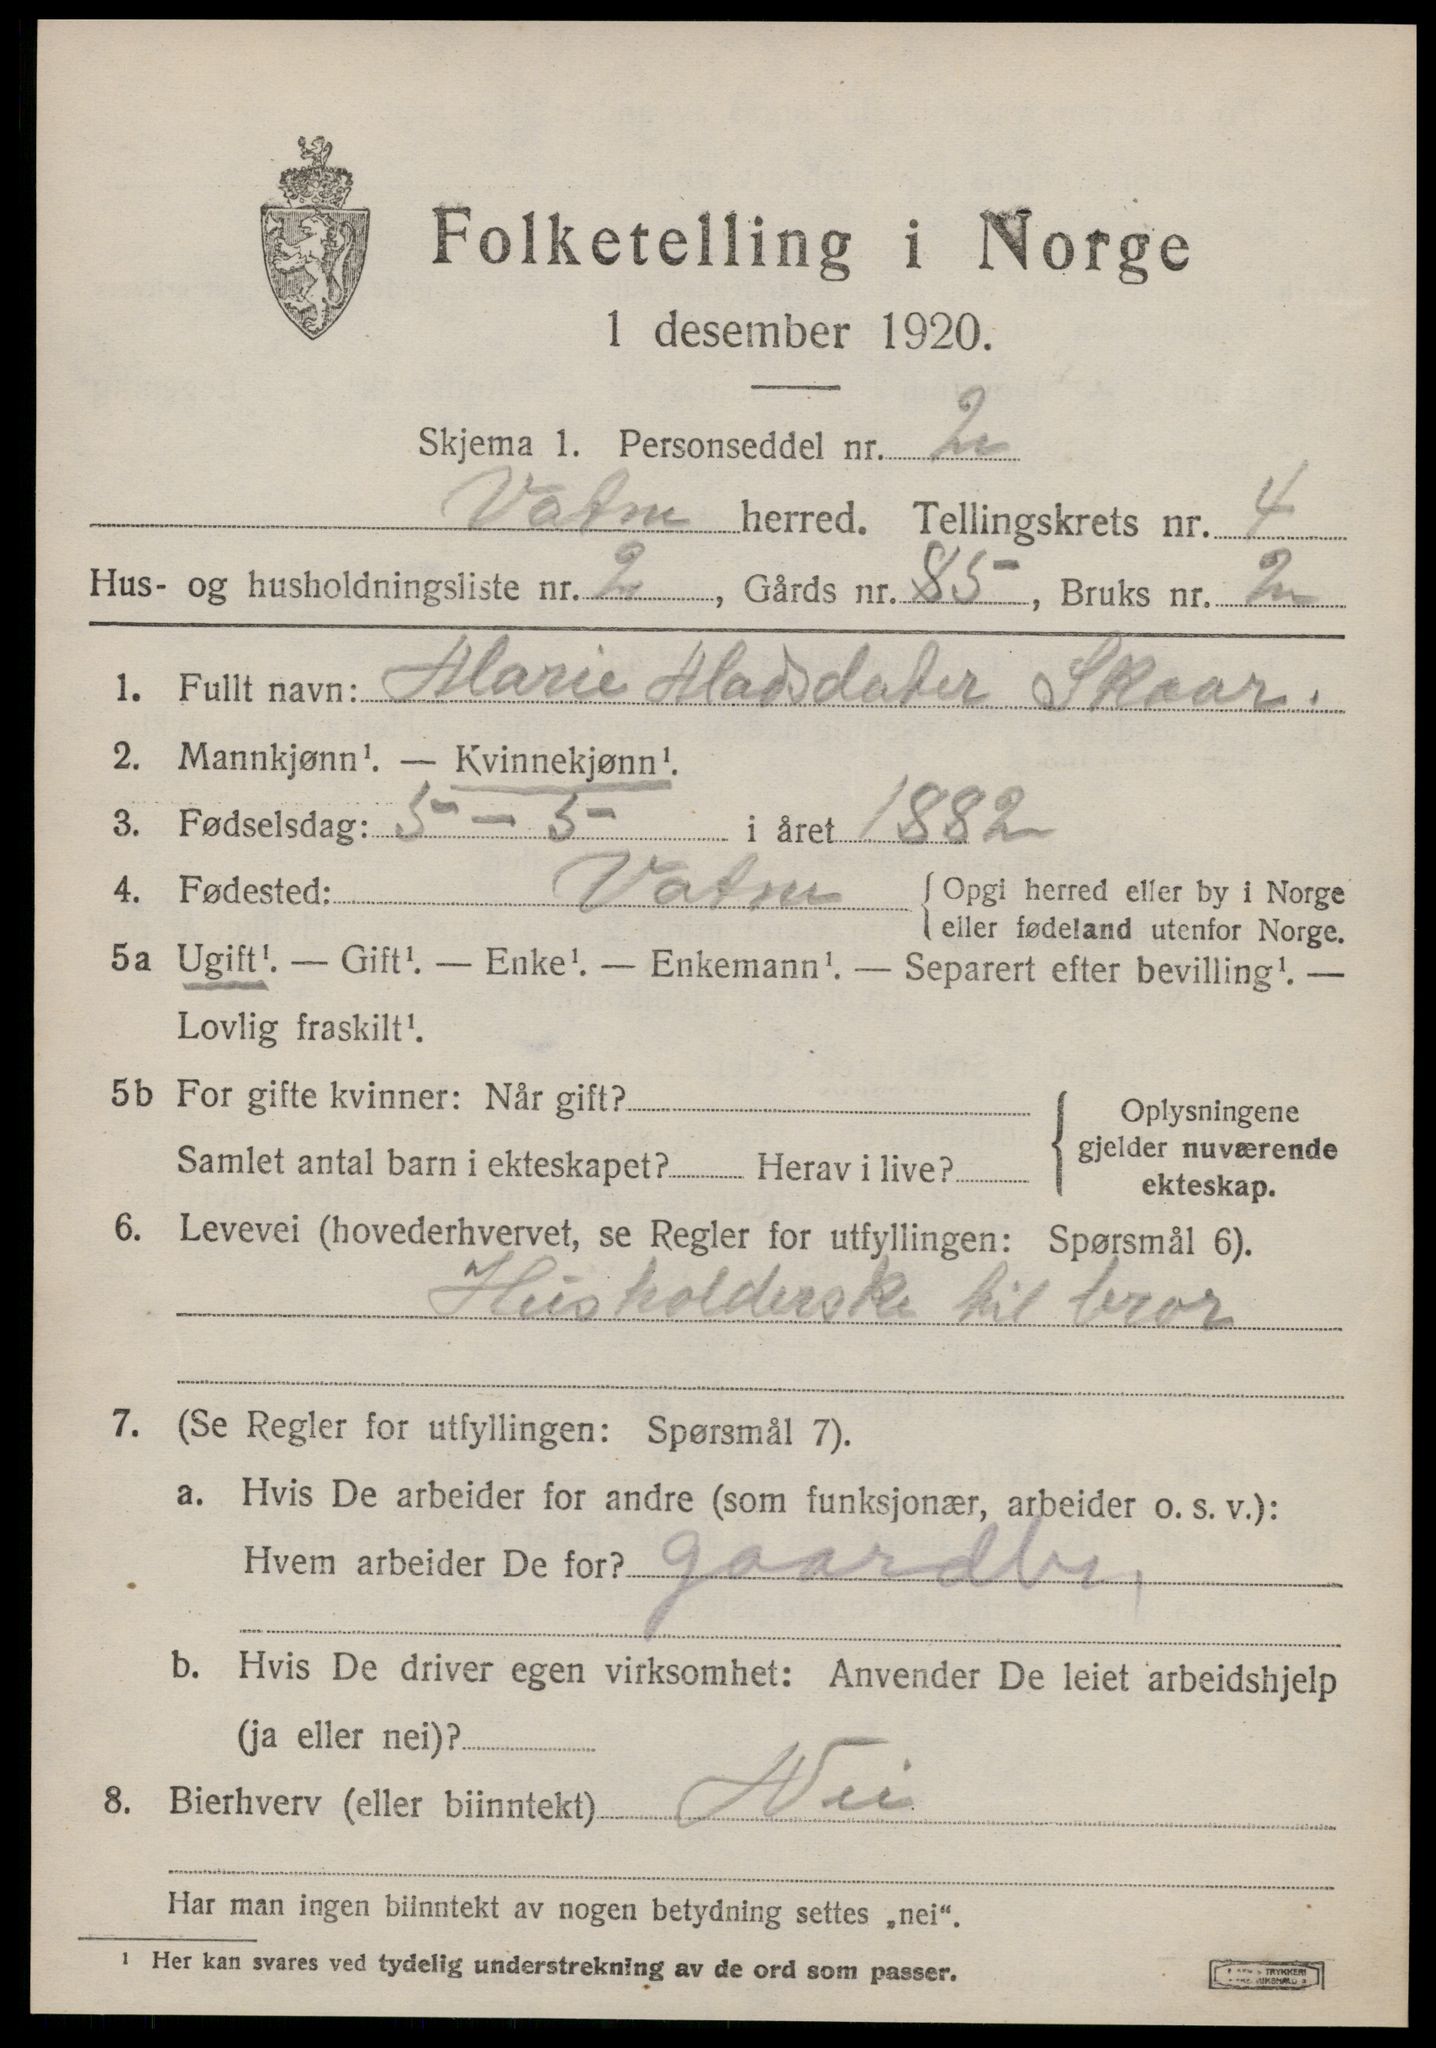 Folketelling i Norge
1 desember 1920.
Skjema 1. Personseddel nr. 2
Vatne herred. Tellingskrets nr. 4
Hus- og husholdningsliste nr. 2, Gårds nr. 85, Bruks nr. 2
1. Fullt navn: Marie Madsdater Skaar.
2. Mannkjønn¹. — Kvinnekjønn¹.
3. Fødselsdag: 5 – 5 i året 1882
4. Fødested: Vatne { Opgi herred eller by i Norge
eller fødeland utenfor Norge.
5a Ugift¹. — Gift¹. — Enke¹. — Enkemann¹. — Separert efter bevilling¹. —
Lovlig fraskilt¹.
5b For gifte kvinner: Når gift?
Samlet antal barn i ekteskapet? Herav i live?
{ Oplysningene
gjelder nuværende
ekteskap.
6. Levevei (hovederhvervet, se Regler for utfyllingen: Spørsmål 6).
Husholderske til bror
7. (Se Regler for utfyllingen: Spørsmål 7).
a. Hvis De arbeider for andre (som funksjonær, arbeider o. s. v.):
Hvem arbeider De for? gaardbr,
b. Hvis De driver egen virksomhet: Anvender De leiet arbeidshjelp
(ja eller nei)?
8. Bierhverv (eller biinntekt) Nei
Har man ingen biinntekt av nogen betydning settes „nei“.
¹ Her kan svares ved tydelig understrekning av de ord som passer.
TRYKKERI